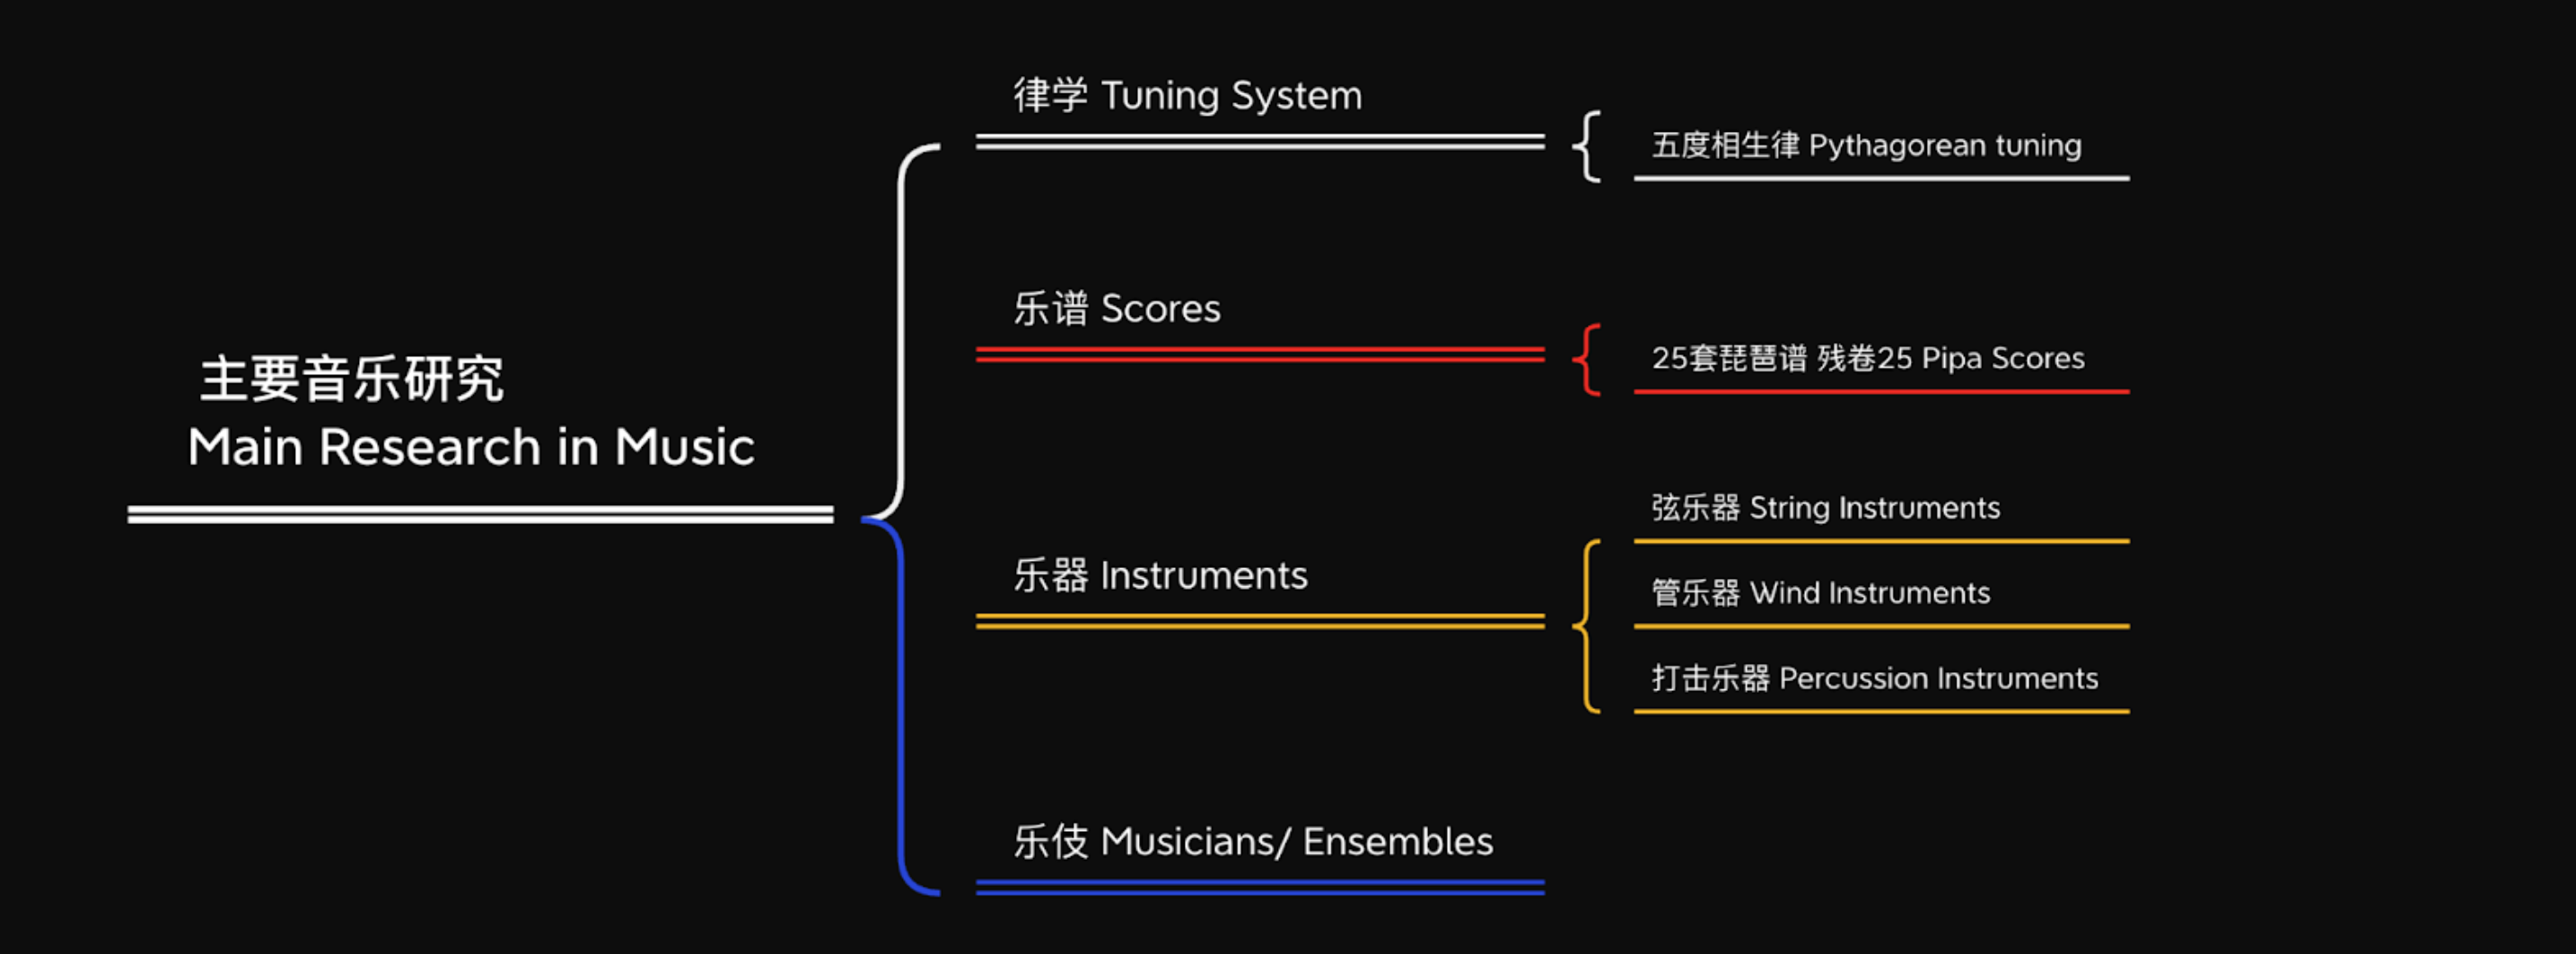 主要音乐研究
Main Research in Music
律学 Tuning System
五度相生律 Pythagorean tuning
乐谱 Scores
25套琵琶谱 残卷25 Pipa Scores
乐器 Instruments
弦乐器 String Instruments
管乐器 Wind Instruments
打击乐器 Percussion Instruments
乐伎 Musicians/ Ensembles